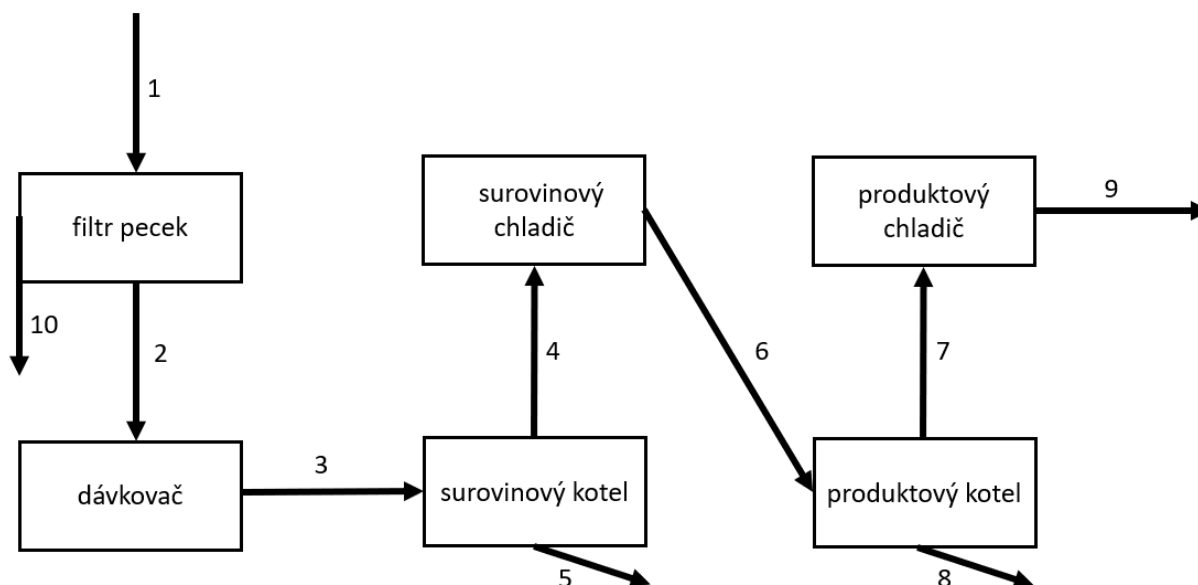 1
filtr pecek
10
2
dávkovač
3
surovinový
chladič
4
surovinový kotel
5
6
produktový
chladič
9
7
produktový kotel
8